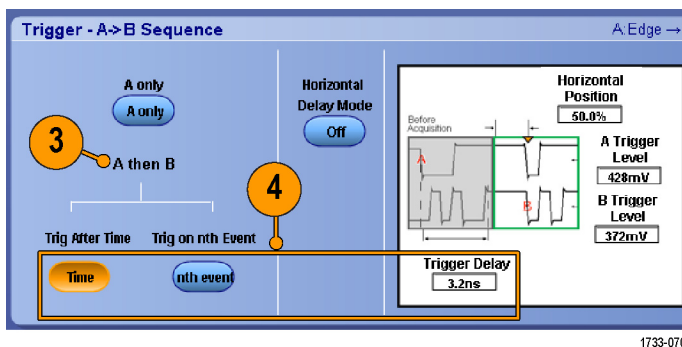 Trigger - A->B Sequence
A:Edge →
A only
A only
3
A then B
4
Trig After Time
Trig on nth Event
Time
nth event
Horizontal
Delay Mode
Off
Before
Acquisition
A
B
Horizontal
Position
50.0%
A Trigger
Level
428mV
B Trigger
Level
372mV
Trigger Delay
3.2ns